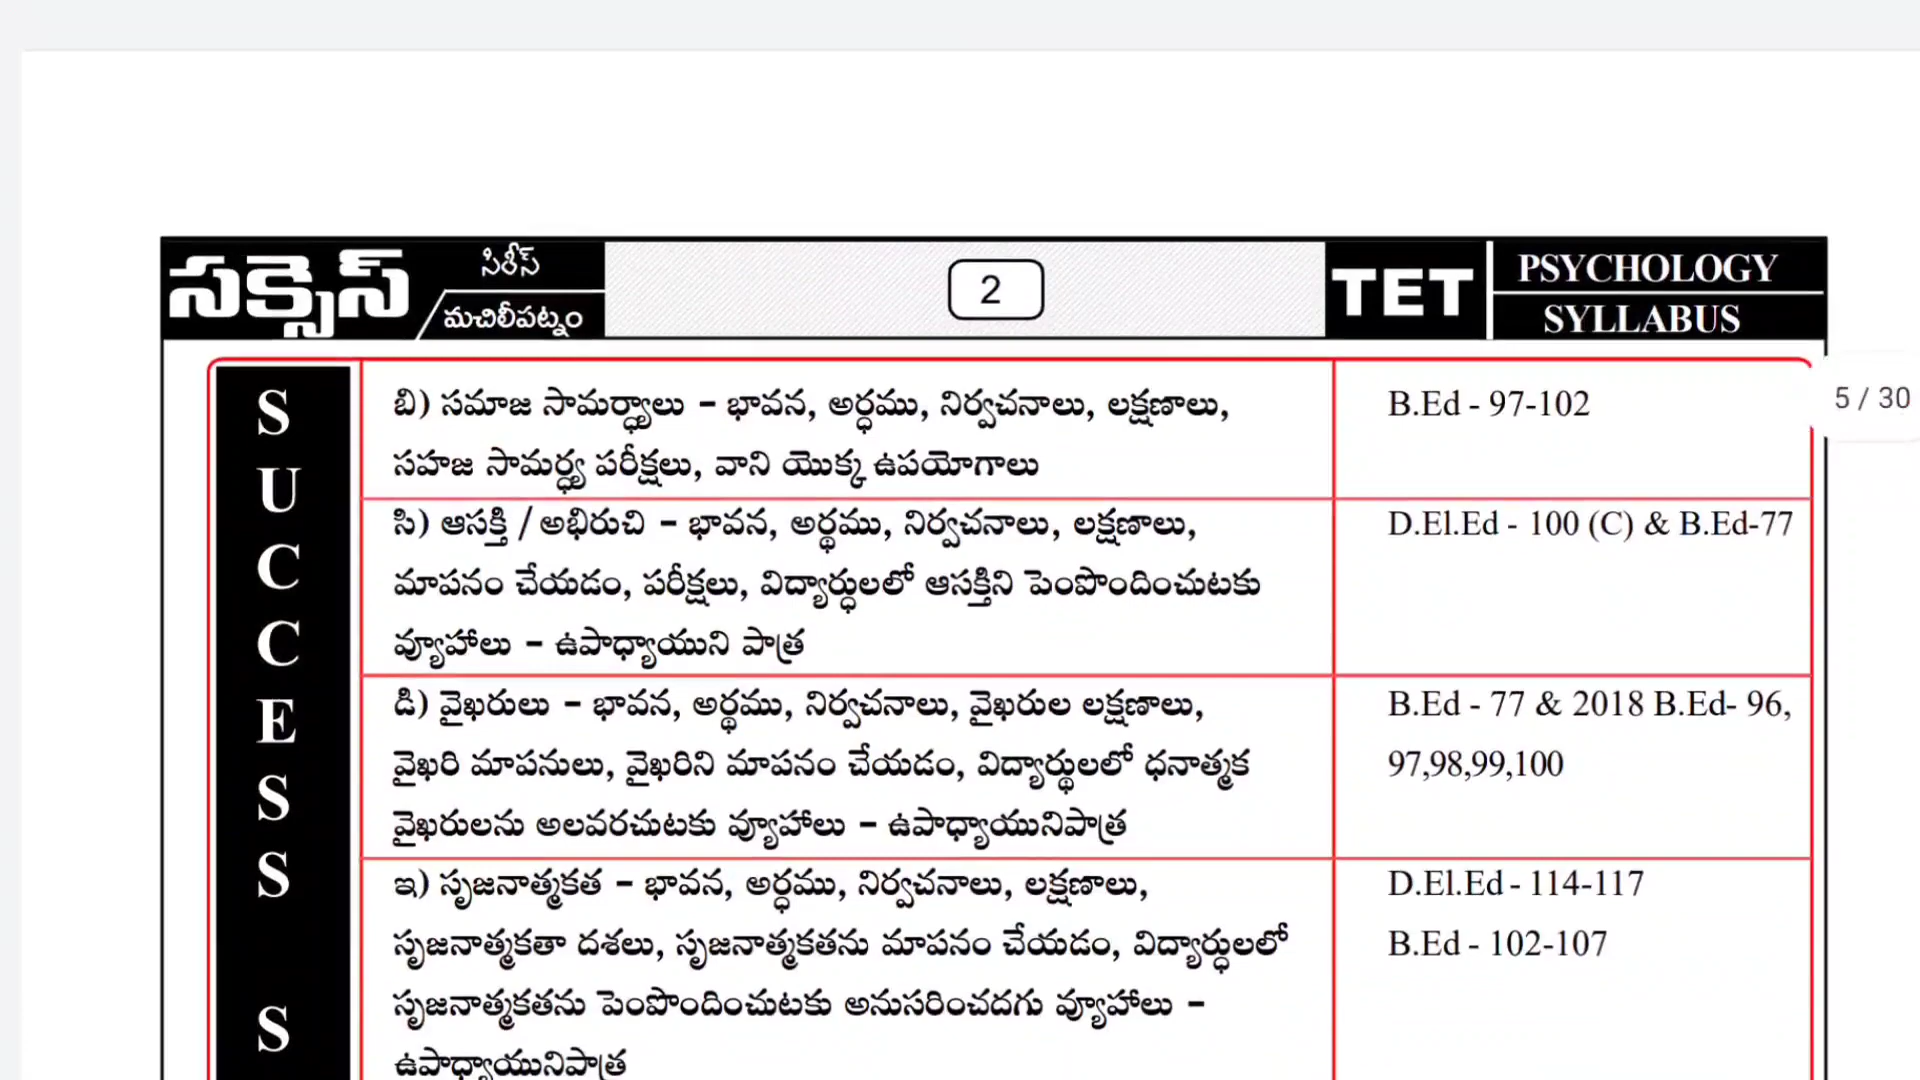 సక్సెస్ సిరీస్
మచిలీపట్నం
2
TET
PSYCHOLOGY
SYLLABUS
5 / 30
S
U
C
C
E
S
S
S
బి) సమాజ సామర్థ్యాలు – భావన, అర్ధము, నిర్వచనాలు, లక్షణాలు,
సహజ సామర్థ్య పరీక్షలు, వాని యొక్క ఉపయోగాలు
B.Ed - 97-102
సి) ఆసక్తి / అభిరుచి – భావన, అర్థము, నిర్వచనాలు, లక్షణాలు,
మాపనం చేయడం, పరీక్షలు, విద్యార్ధులలో ఆసక్తిని పెంపొందించుటకు
వ్యూహాలు – ఉపాధ్యాయుని పాత్ర
D.El.Ed - 100 (C) & B.Ed-77
డి) వైఖరులు – భావన, అర్థము, నిర్వచనాలు, వైఖరుల లక్షణాలు,
వైఖరి మాపనులు, వైఖరిని మాపనం చేయడం, విద్యార్థులలో ధనాత్మక
వైఖరులను అలవరచుటకు వ్యూహాలు – ఉపాధ్యాయునిపాత్ర
B.Ed - 77 & 2018 B.Ed- 96,
97,98,99,100
ఇ) సృజనాత్మకత – భావన, అర్ధము, నిర్వచనాలు, లక్షణాలు,
సృజనాత్మకతా దశలు, సృజనాత్మకతను మాపనం చేయడం, విద్యార్ధులలో
సృజనాత్మకతను పెంపొందించుటకు అనుసరించదగు వ్యూహాలు –
ఉపాధ్యాయునిపాత్ర
D.El.Ed - 114-117
B.Ed - 102-107